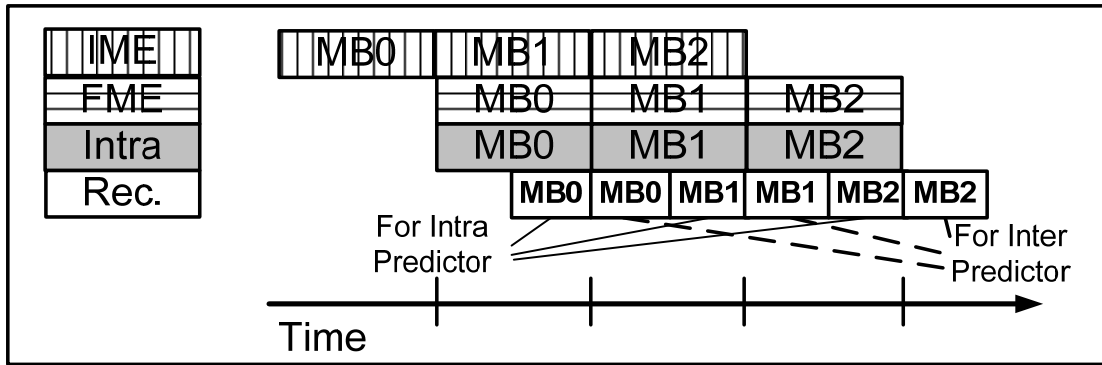 IME MB0 MB1 MB2
FME MB0 MB1 MB2
Intra MB0 MB1 MB2
Rec. MB0 MB0 MB1 MB1 MB2 MB2
For Intra
Predictor
For Inter
Predictor
Time